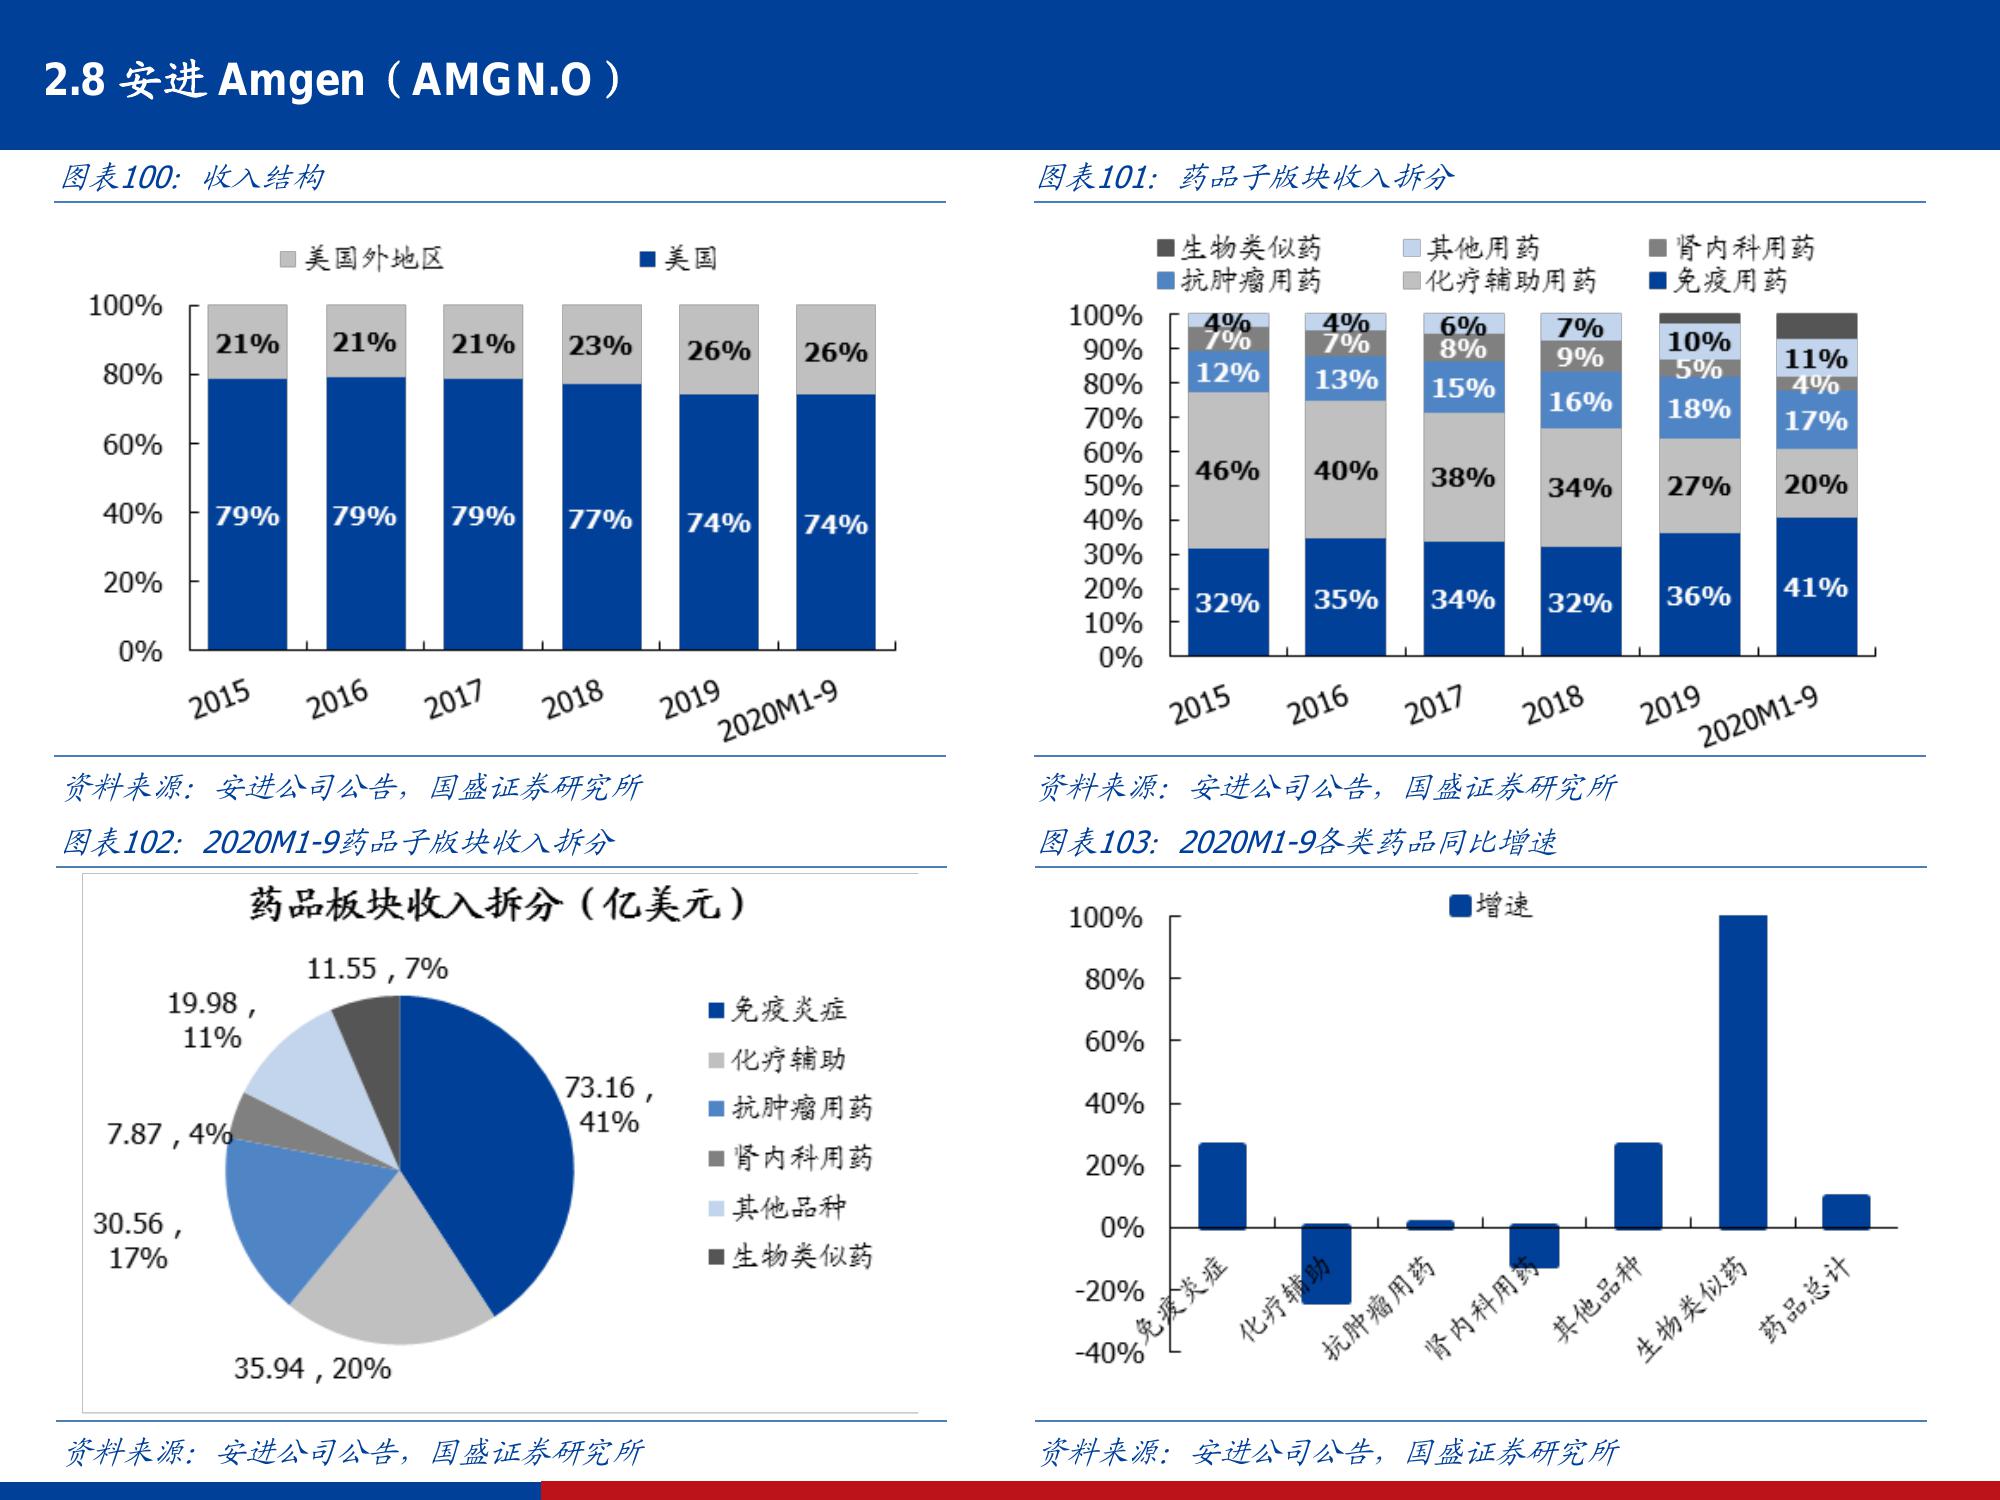 2.8 安进 Amgen（AMGN.O）
图表100：收入结构
美国外地区 美国
100%
80%
60%
40%
20%
0%
21% 21% 21% 23% 26% 26%
79% 79% 79% 77% 74% 74%
2015 2016 2017 2018 2019 2020M1-9
资料来源：安进公司公告，国盛证券研究所
图表101：药品子版块收入拆分
生物类似药 其他用药 肾内科用药
抗肿瘤用药 化疗辅助用药 免疫用药
100%
90%
80%
70%
60%
50%
40%
30%
20%
10%
0%
4% 4% 6% 7% 10% 11%
7% 7% 8% 9% 5% 4%
12% 13% 15% 16% 18% 17%
46% 40% 38% 34% 27% 20%
32% 35% 34% 32% 36% 41%
2015 2016 2017 2018 2019 2020M1-9
资料来源：安进公司公告，国盛证券研究所
图表102：2020M1-9药品子版块收入拆分
药品板块收入拆分（亿美元）
11.55 , 7%
19.98 ,
11%
73.16 ,
41%
7.87 , 4%
30.56 ,
17%
35.94 , 20%
免疫炎症
化疗辅助
抗肿瘤用药
肾内科用药
其他品种
生物类似药
资料来源：安进公司公告，国盛证券研究所
图表103：2020M1-9各类药品同比增速
增速
100%
80%
60%
40%
20%
0%
-20%
-40%
免疫炎症 化疗辅助 抗肿瘤用药 肾内科用药 其他品种 生物类似药 药品总计
资料来源：安进公司公告，国盛证券研究所